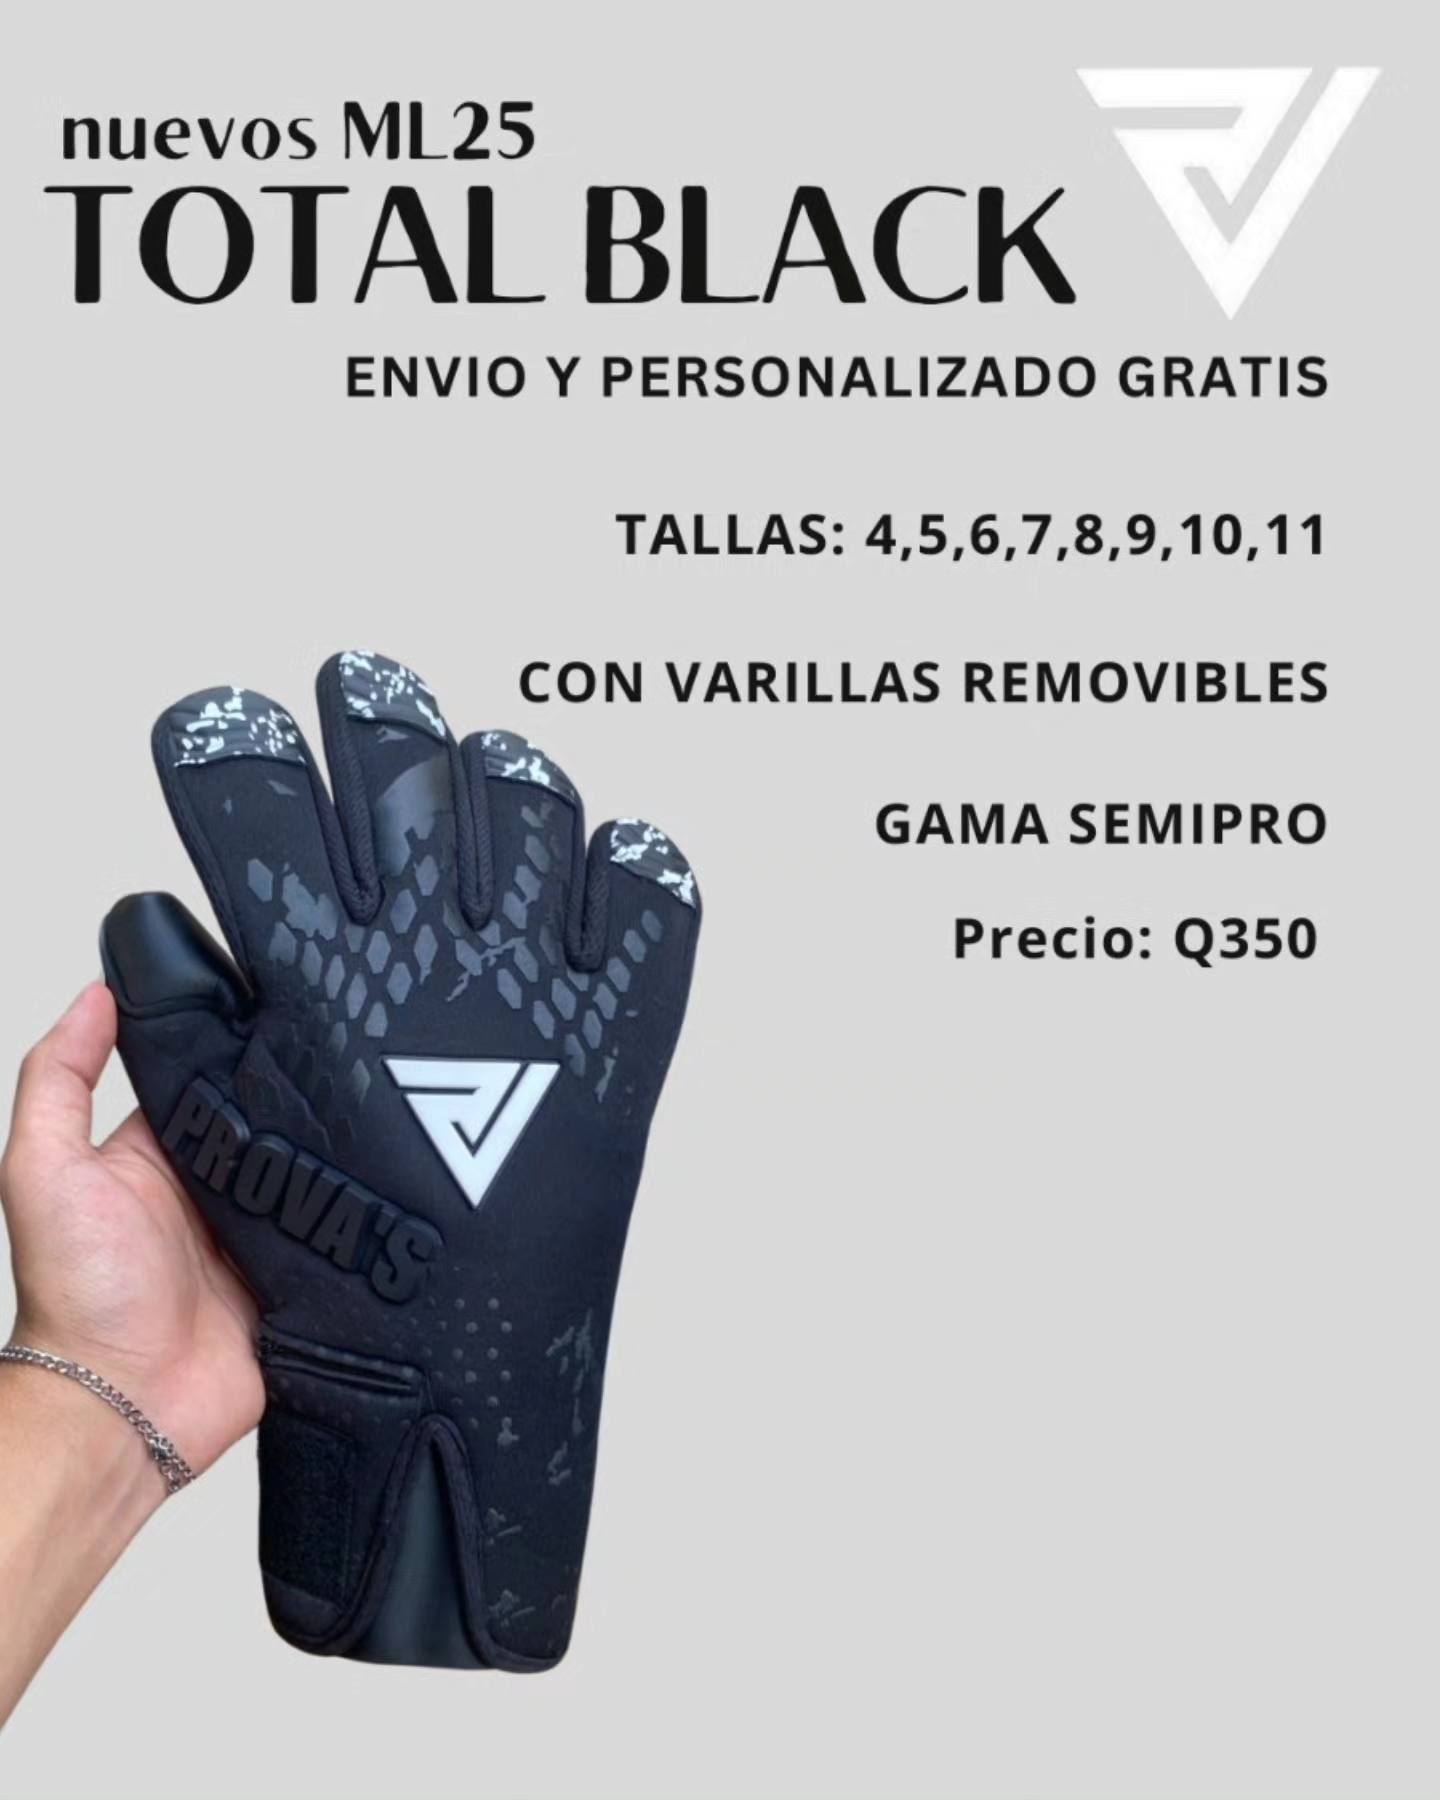 nuevos ML25
TOTAL BLACK
ENVIO Y PERSONALIZADO GRATIS
TALLAS: 4,5,6,7,8,9,10,11
CON VARILLAS REMOVIBLES
GAMA SEMIPRO
Precio: Q350
PROVA'S